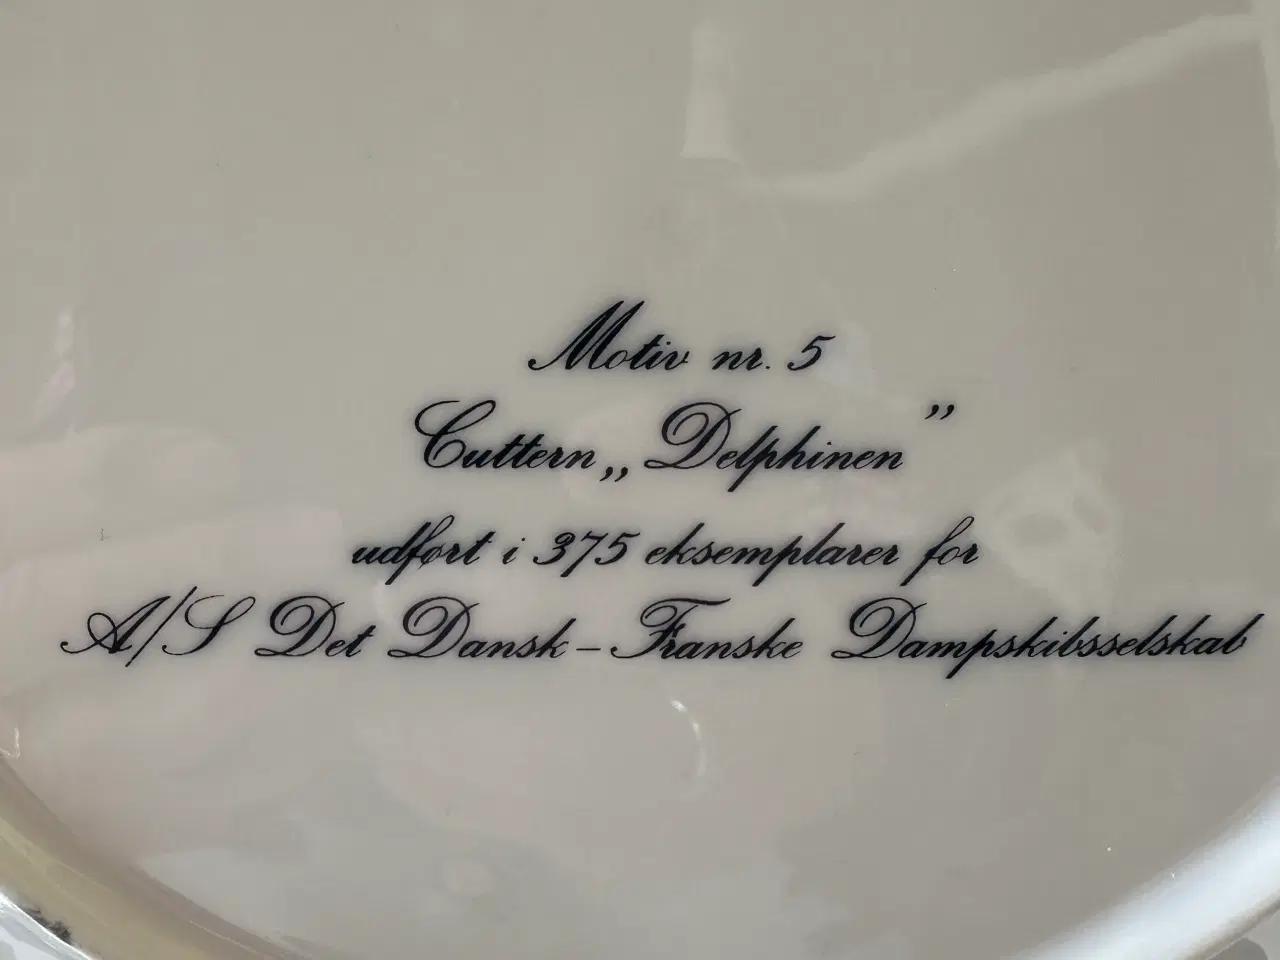 Motiv nr. 5
Cuttern „Delphinen”
udført i 375 eksemplarer for
A/S Det Dansk-Franske Dampskibsselskab